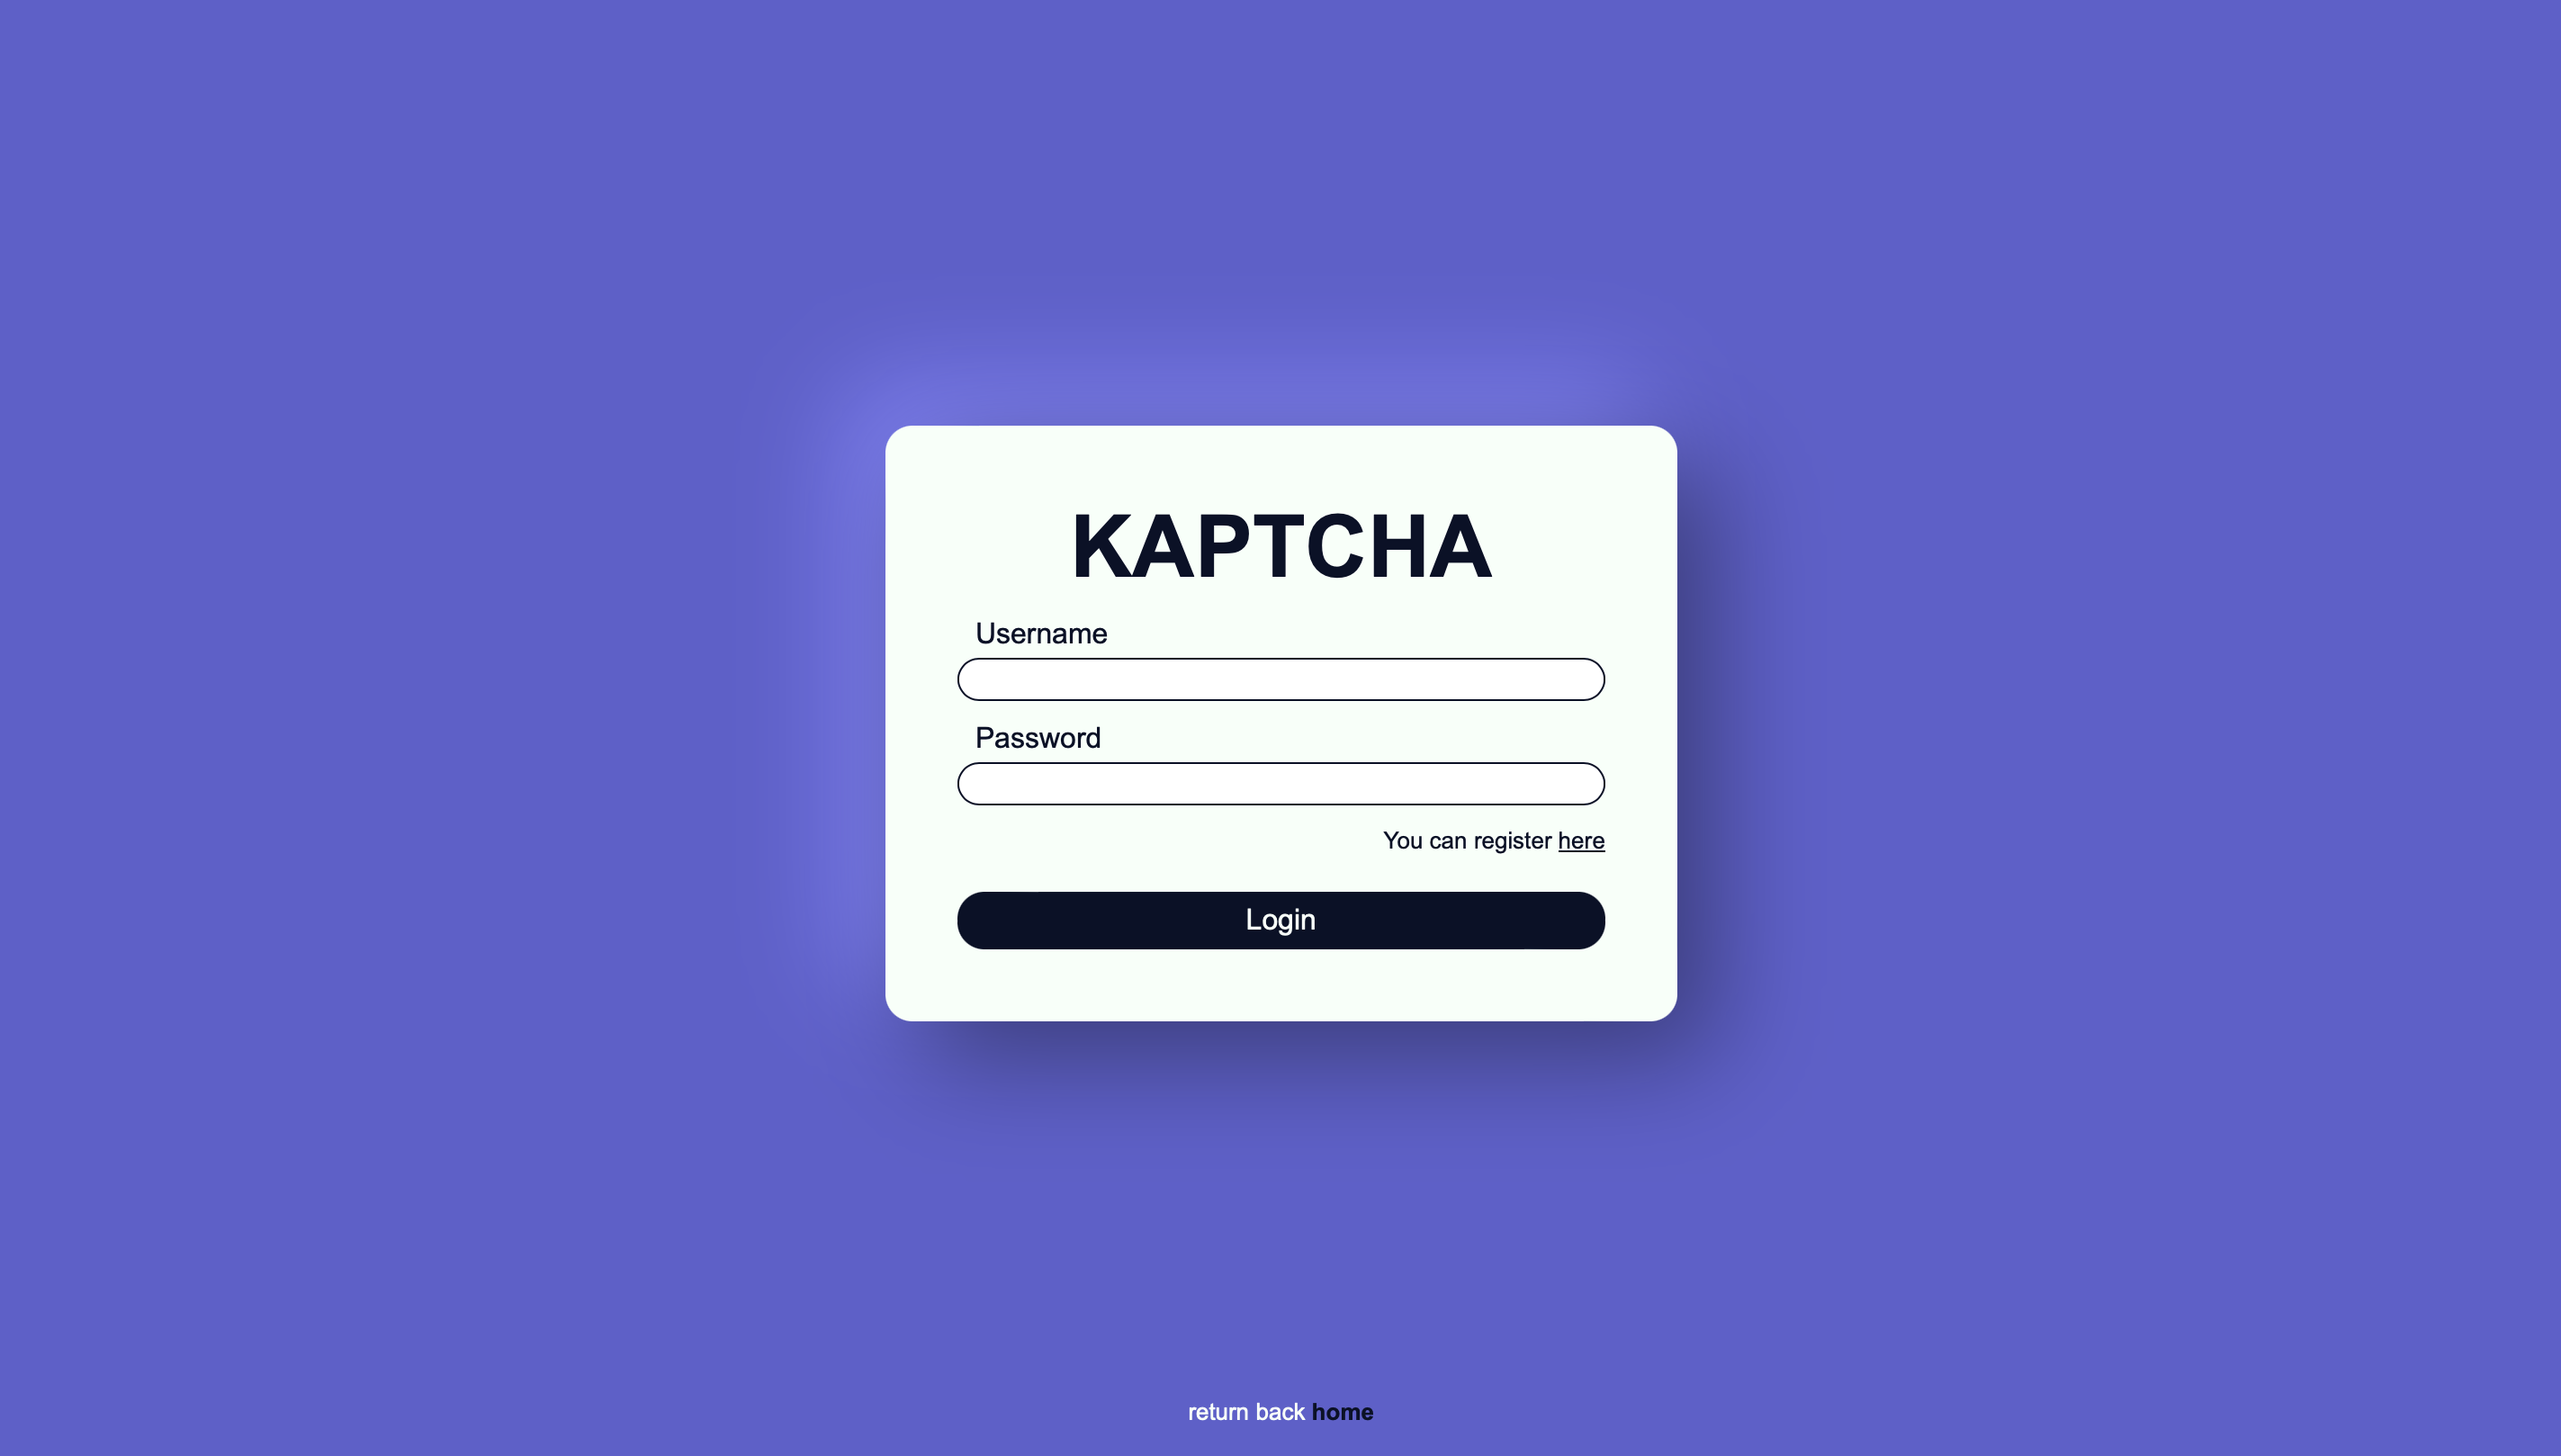 KAPTCHA
Username
Password
You can register here
Login
return back home